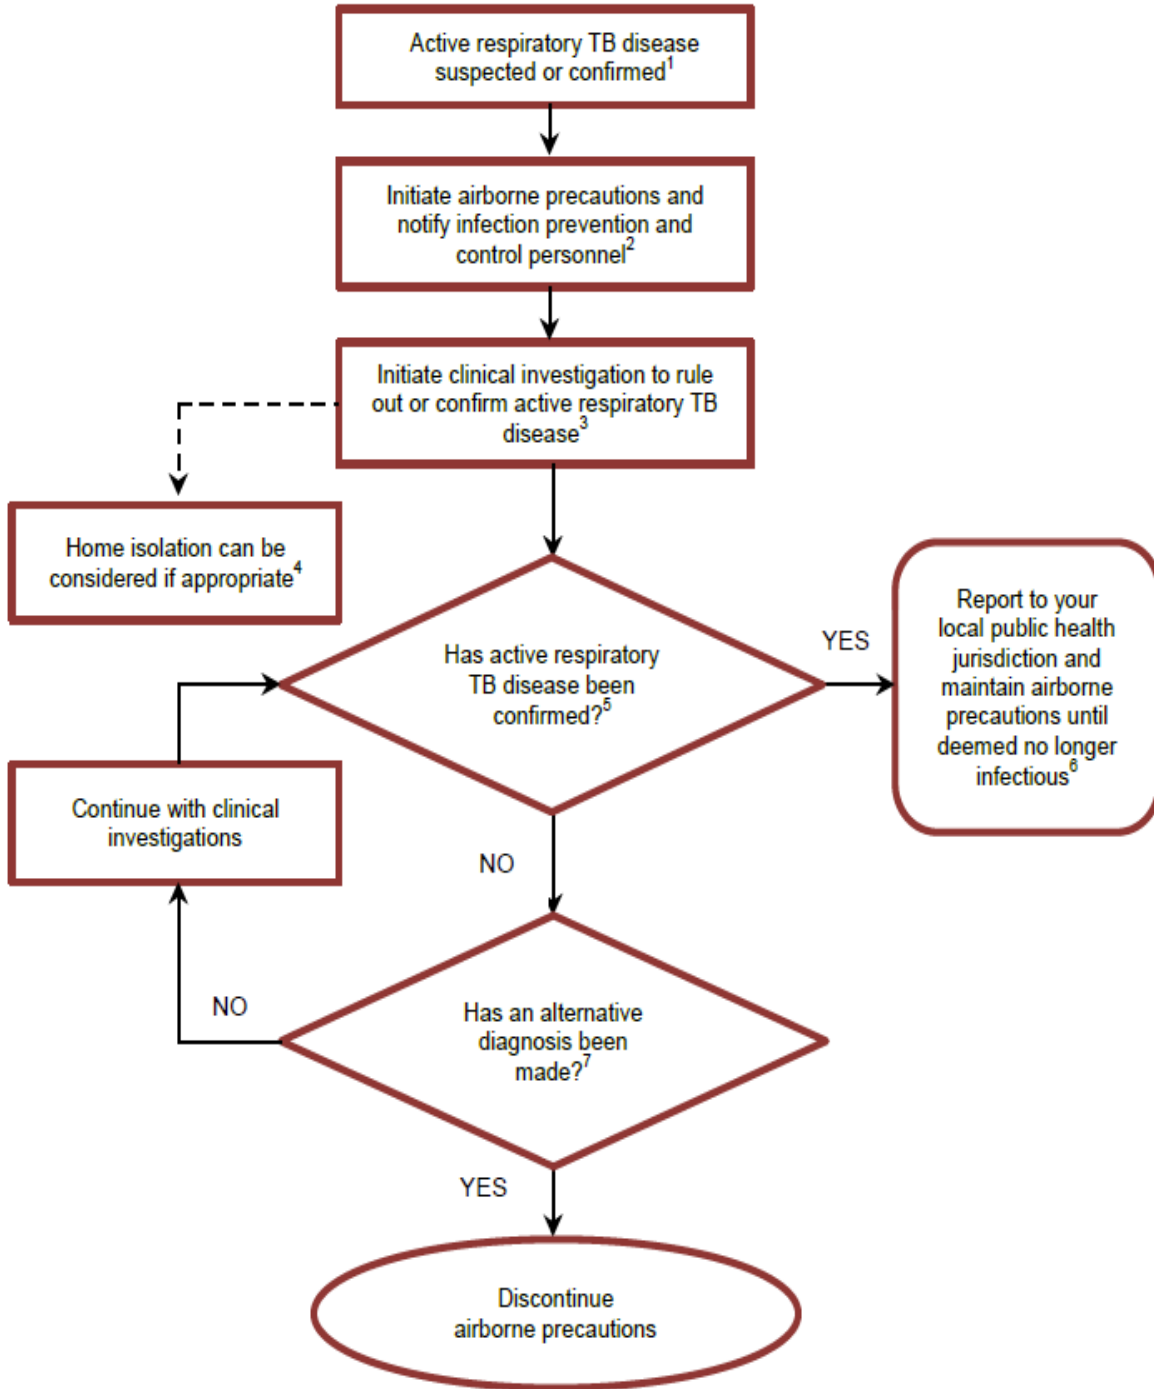 Active respiratory TB disease
suspected or confirmed1
Initiate airborne precautions and
notify infection prevention and
control personnel2
Initiate clinical investigation to rule
out or confirm active respiratory TB
disease3
Home isolation can be
considered if appropriate4
Has active respiratory
TB disease been
confirmed?5
YES
Report to your
local public health
jurisdiction and
maintain airborne
precautions until
deemed no longer
infectious6
Continue with clinical
investigations
NO
NO
Has an alternative
diagnosis been
made?7
YES
Discontinue
airborne precautions